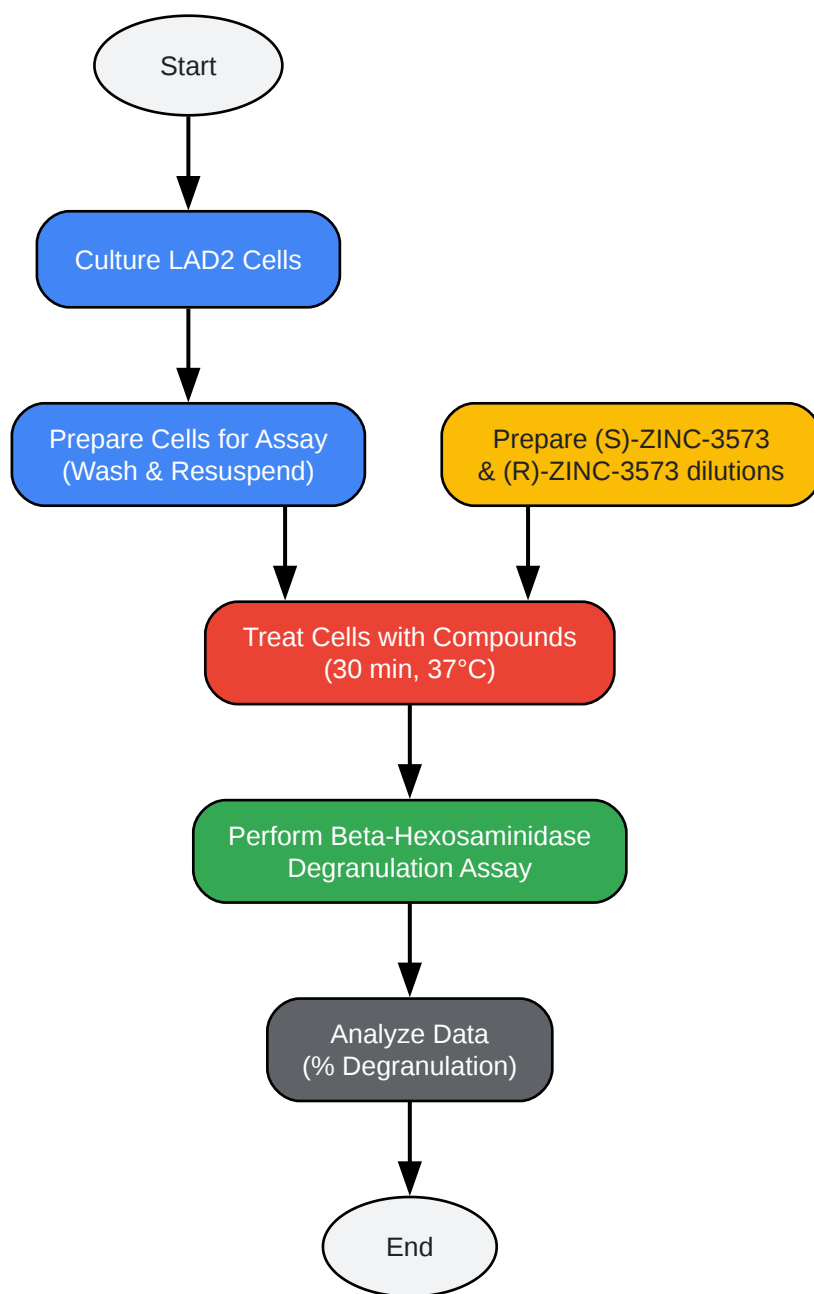 Start
Culture LAD2 Cells
Prepare Cells for Assay
(Wash & Resuspend)
Prepare (S)-ZINC-3573
& (R)-ZINC-3573 dilutions
Treat Cells with Compounds
(30 min, 37°C)
Perform Beta-Hexosaminidase
Degranulation Assay
Analyze Data
(% Degranulation)
End